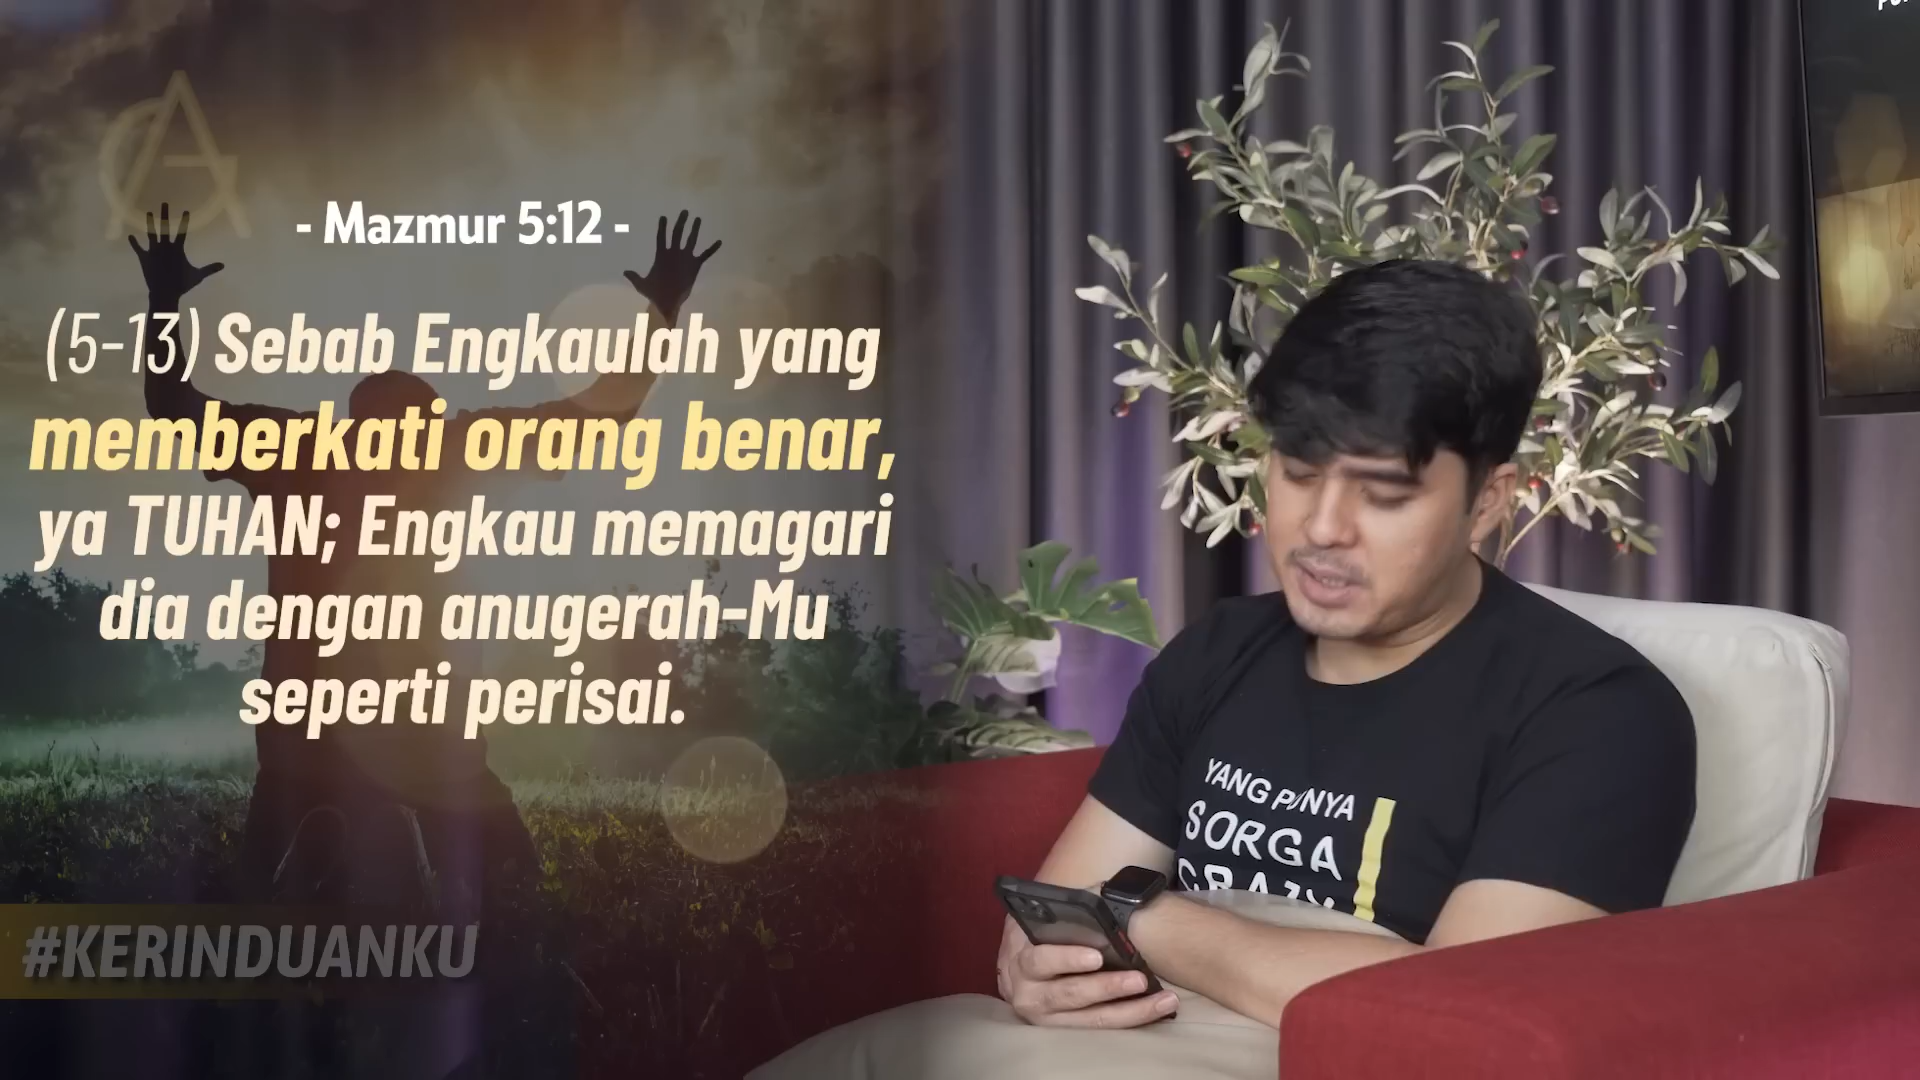 - Mazmur 5:12 -
(5-13) Sebab Engkaulah yang
memberkati orang benar,
ya TUHAN; Engkau memagari
dia dengan anugerah-Mu
seperti perisai.
#KERINDUANKU
YANG PUNYA
SORGA
CRAZY